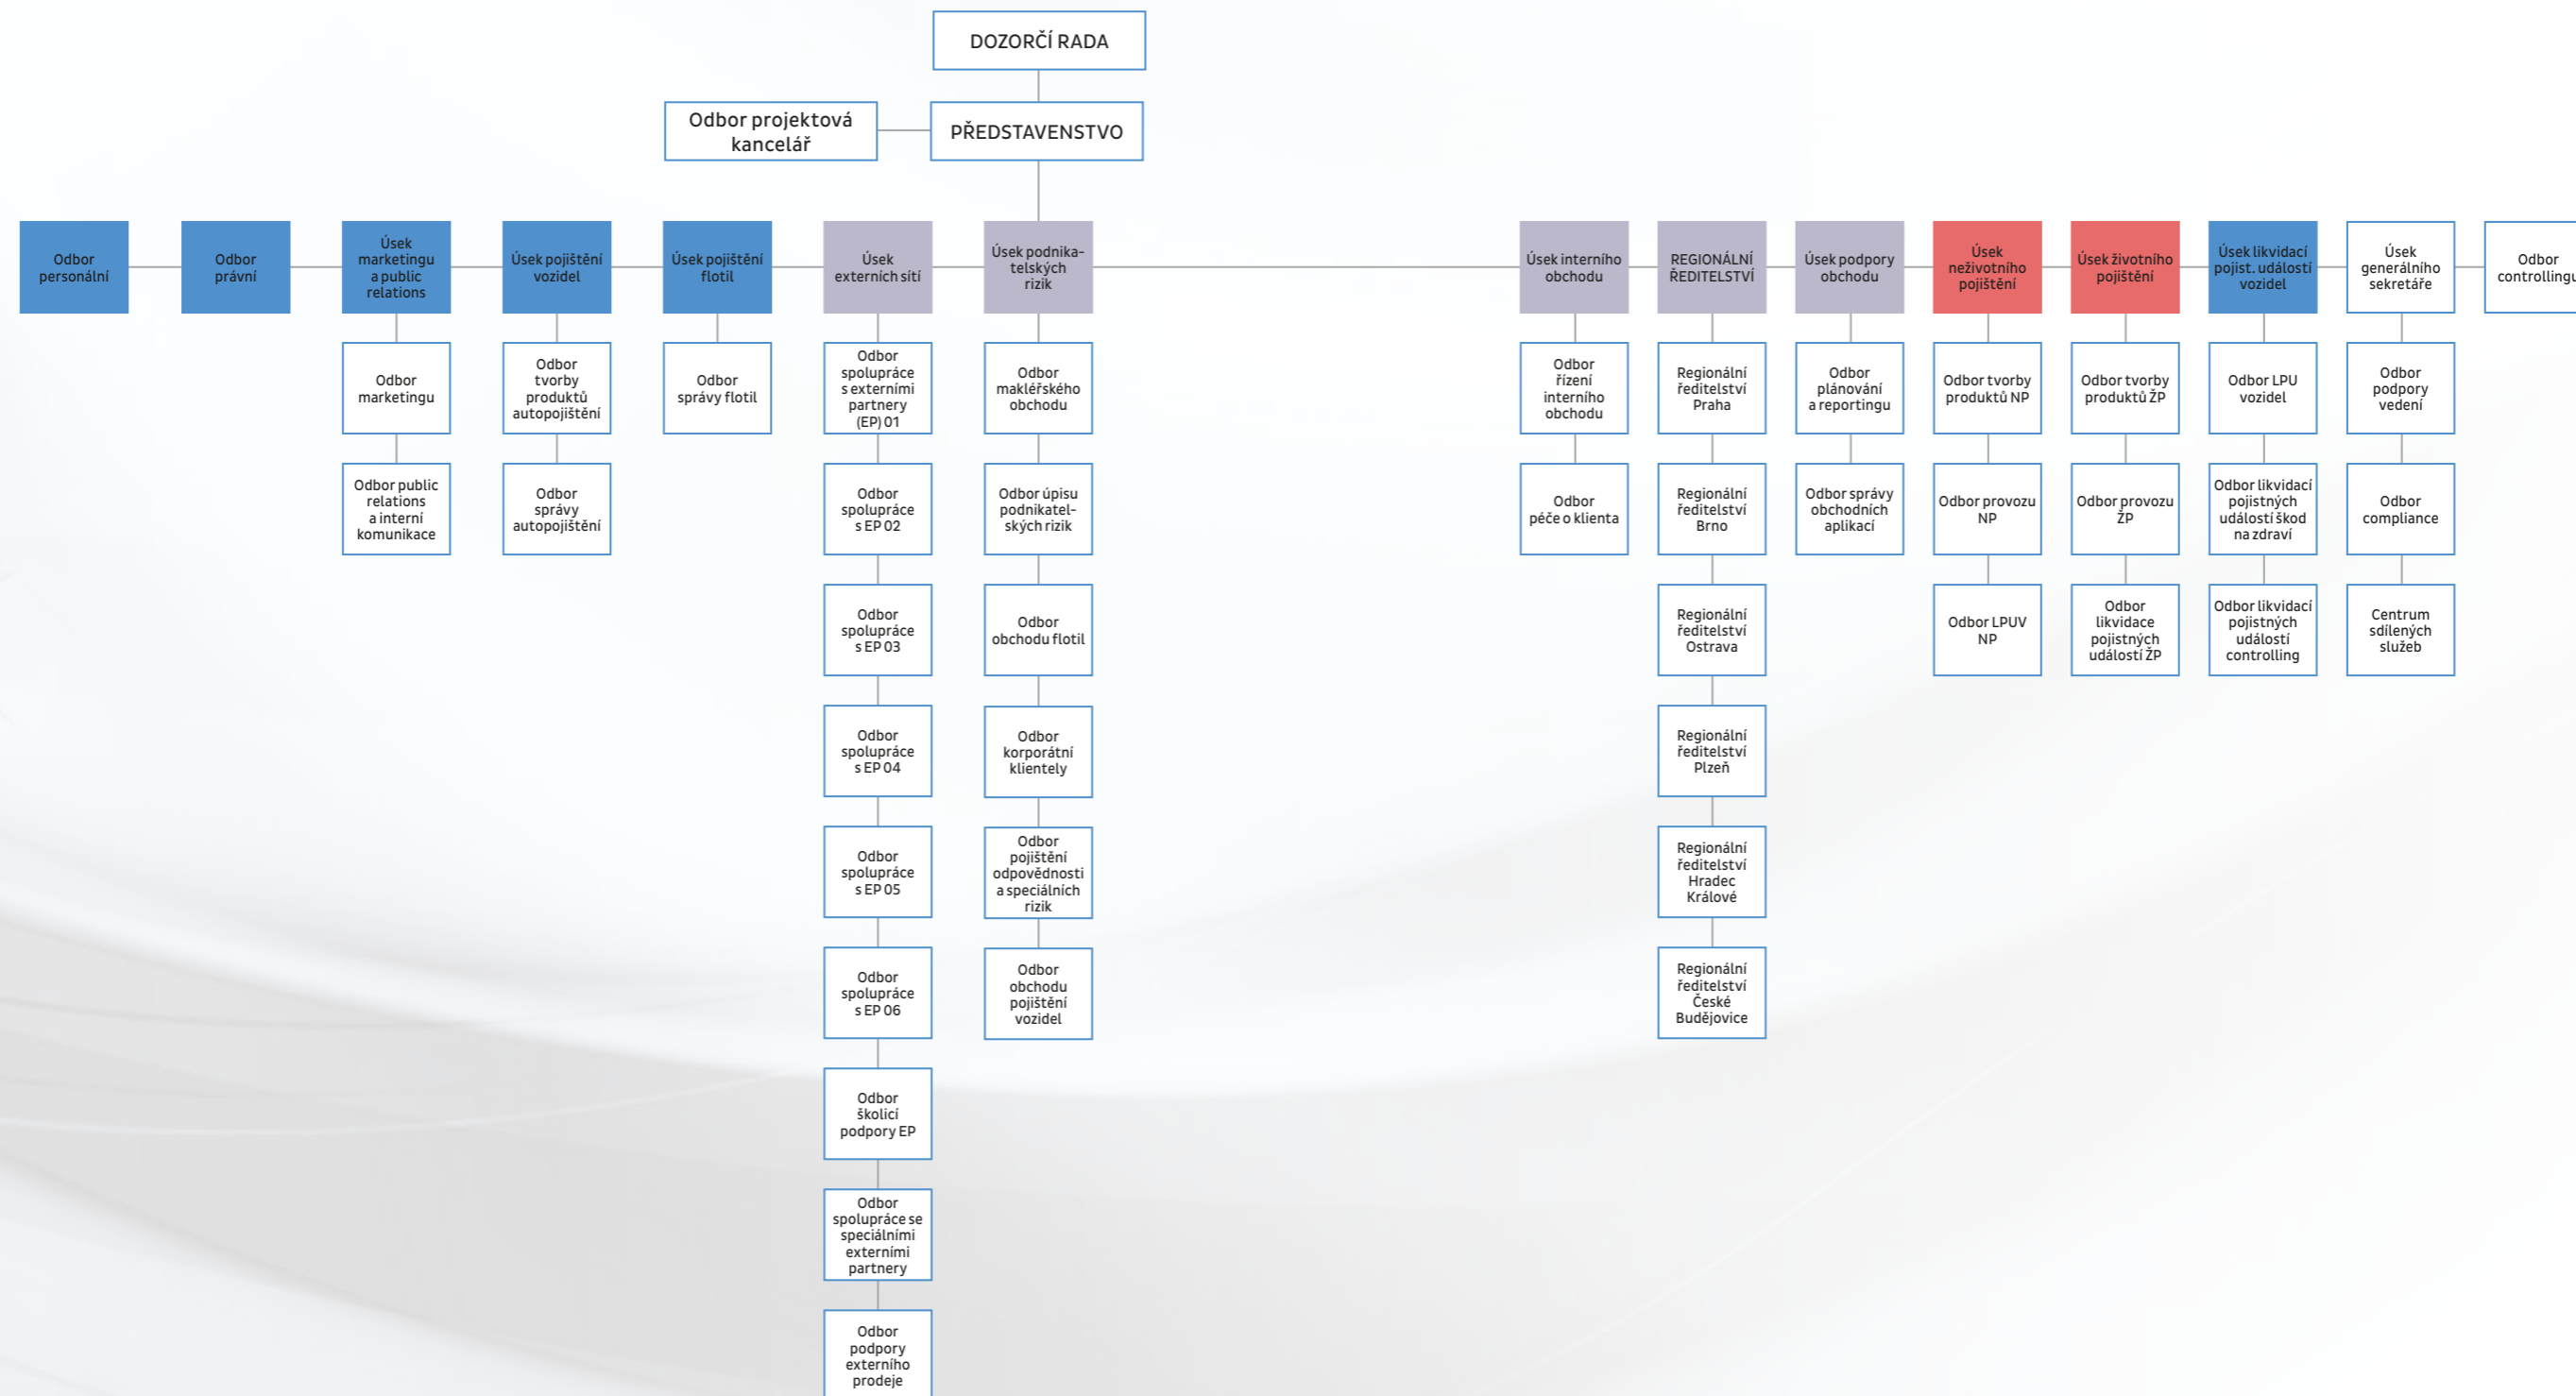 DOZORČÍ RADA
Odbor projektová
kancelář
PŘEDSTAVENSTVO
Odbor
personální
Odbor
právní
Úsek
marketingu
a public
relations
Úsek pojištění
vozidel
Úsek pojištění
flotil
Úsek
externích sítí
Úsek podnika-
telských
rizik
Úsek interního
obchodu
REGIONÁLNÍ
ŘEDITELSTVÍ
Úsek podpory
obchodu
Úsek
neživotního
pojištění
Úsek životního
pojištění
Úsek likvidací
pojist. událostí
vozidel
Úsek
generálního
sekretáře
Odbor
controllingu
Odbor
marketingu
Odbor public
relations
a interní
komunikace
Odbor
tvorby
produktů
autopojištění
Odbor
správy
autopojištění
Odbor
správy flotil
Odbor
spolupráce
s externími
partnery
(EP) 01
Odbor
spolupráce
s EP 02
Odbor
spolupráce
s EP 03
Odbor
spolupráce
s EP 04
Odbor
spolupráce
s EP 05
Odbor
spolupráce
s EP 06
Odbor
školicí
podpory EP
Odbor
spolupráce se
speciálními
externími
partnery
Odbor
podpory
externího
prodeje
Odbor
makléřského
obchodu
Odbor úpisu
podnikatel-
ských rizik
Odbor
obchodu flotil
Odbor
korporátní
klientely
Odbor
pojištění
odpovědnosti
a speciálních
rizik
Odbor
obchodu
pojištění
vozidel
Odbor
řízení
interního
obchodu
Odbor
péče o klienta
Regionální
ředitelství
Praha
Regionální
ředitelství
Brno
Regionální
ředitelství
Ostrava
Regionální
ředitelství
Plzeň
Regionální
ředitelství
Hradec
Králové
Regionální
ředitelství
České
Budějovice
Odbor
plánování
a reportingu
Odbor správy
obchodních
aplikací
Odbor tvorby
produktů NP
Odbor provozu
NP
Odbor LPUV
NP
Odbor tvorby
produktů ŽP
Odbor provozu
ŽP
Odbor
likvidace
pojistných
událostí ŽP
Odbor LPU
vozidel
Odbor likvidací
pojistných
událostí škod
na zdraví
Odbor likvidací
pojistných
událostí
controlling
Odbor
podpory
vedení
Odbor
compliance
Centrum
sdílených
služeb